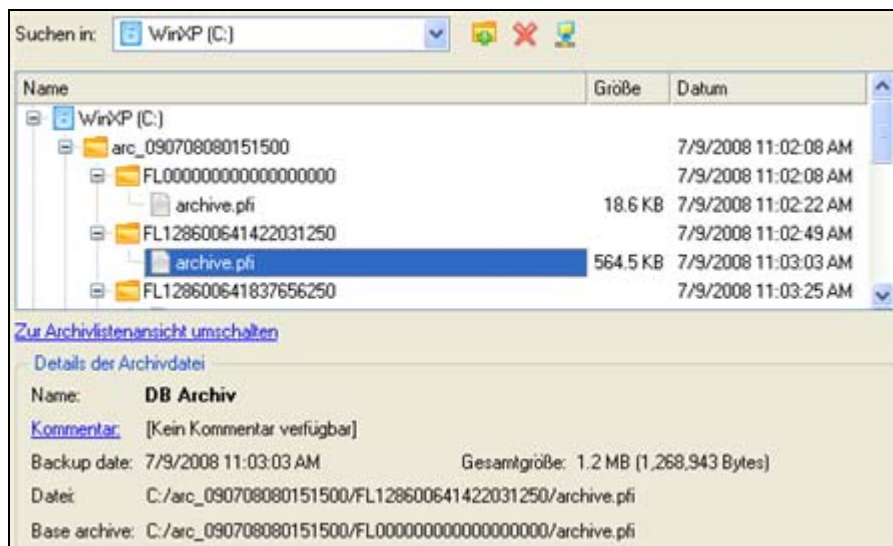 Suchen in: WinXP (C:)
Name Größe Datum
WinXP (C:)
arc_090708080151500 7/9/2008 11:02:08 AM
FL000000000000000000 7/9/2008 11:02:08 AM
archive.pfi 18.6 KB 7/9/2008 11:02:22 AM
FL128600641422031250 7/9/2008 11:02:49 AM
archive.pfi 564.5 KB 7/9/2008 11:03:03 AM
FL128600641837656250 7/9/2008 11:03:25 AM
Zur Archivlistenansicht umschalten
Details der Archivdatei
Name: DB Archiv
Kommentar: [Kein Kommentar verfügbar]
Backup date: 7/9/2008 11:03:03 AM Gesamtgröße: 1.2 MB (1,268,943 Bytes)
Datei: C:/arc_090708080151500/FL128600641422031250/archive.pfi
Base archive: C:/arc_090708080151500/FL000000000000000000/archive.pfi